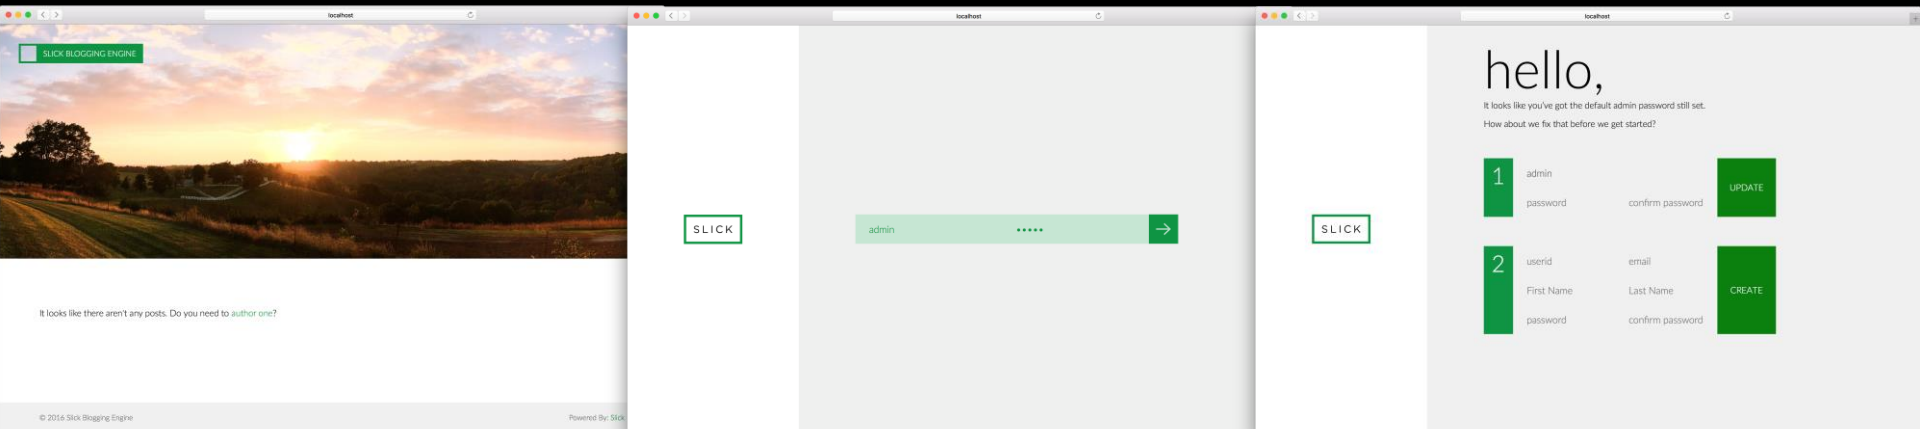 localhost
SLICK BLOGGING ENGINE
It looks like there aren't any posts. Do you need to author one?
© 2016 Slick Blogging Engine
Powered By: Slick
localhost
SLICK
admin
localhost
SLICK
hello,
It looks like you've got the default admin password still set.
How about we fix that before we get started?
1
admin
password
confirm password
UPDATE
2
userid
email
First Name
Last Name
password
confirm password
CREATE